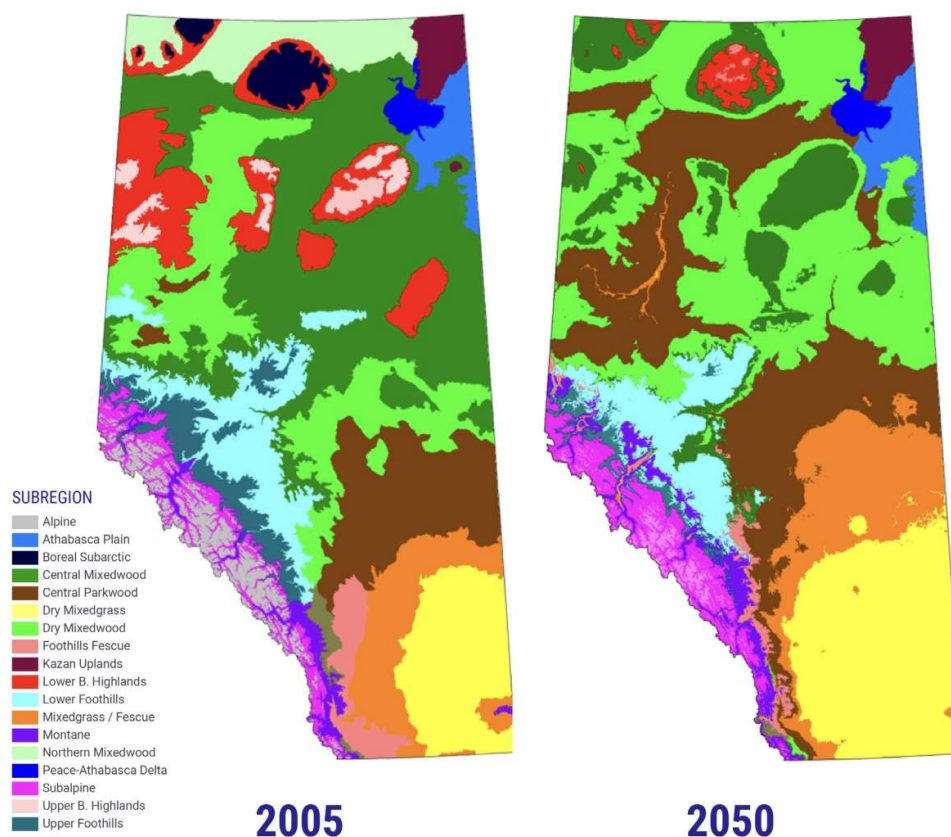 SUBREGION
Alpine
Athabasca Plain
Boreal Subarctic
Central Mixedwood
Central Parkwood
Dry Mixedgrass
Dry Mixedwood
Foothills Fescue
Kazan Uplands
Lower B. Highlands
Lower Foothills
Mixedgrass / Fescue
Montane
Northern Mixedwood
Peace-Athabasca Delta
Subalpine
Upper B. Highlands
Upper Foothills
2005
2050